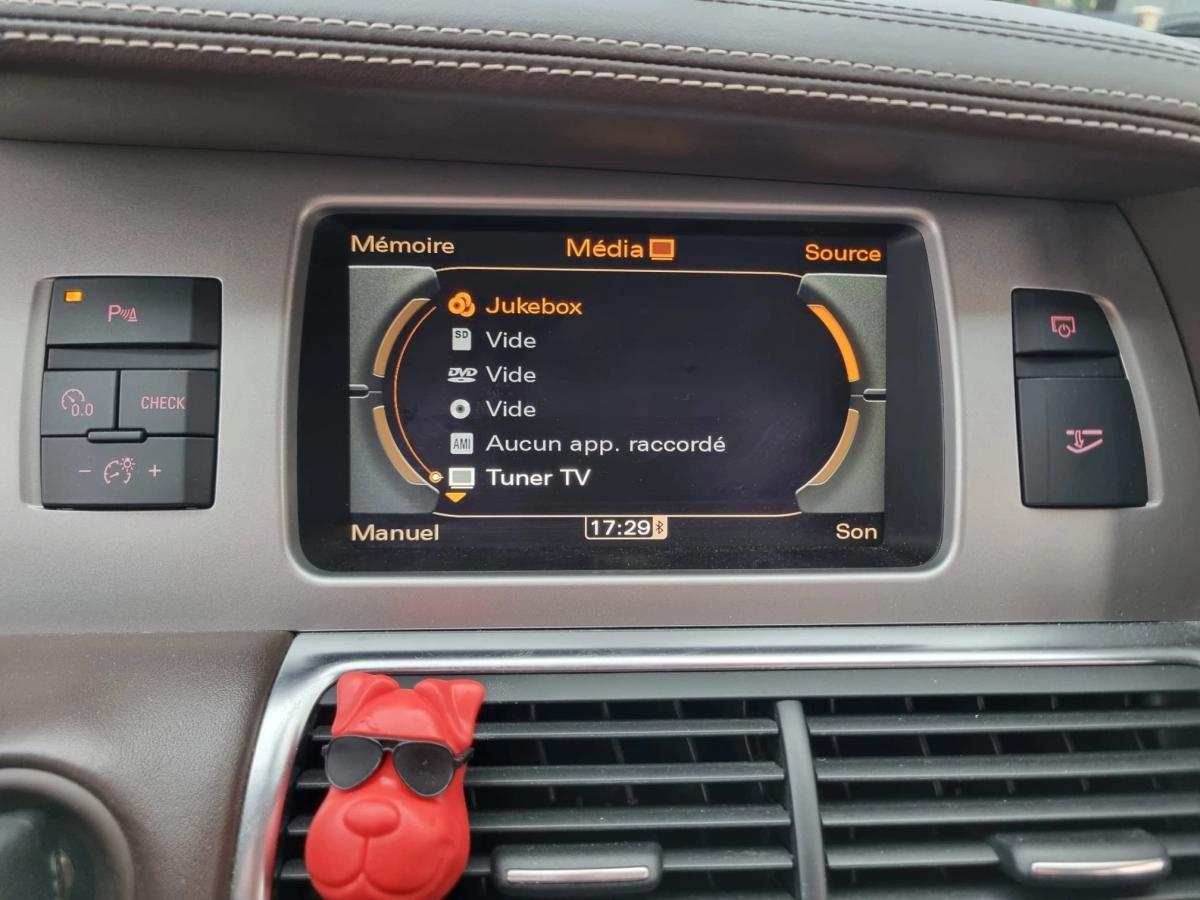 Mémoire
Média
Source
Jukebox
SD Vide
DVD Vide
Vide
AMI Aucun app. raccordé
Tuner TV
Manuel
17:29
Son
P
0.0
CHECK
- +